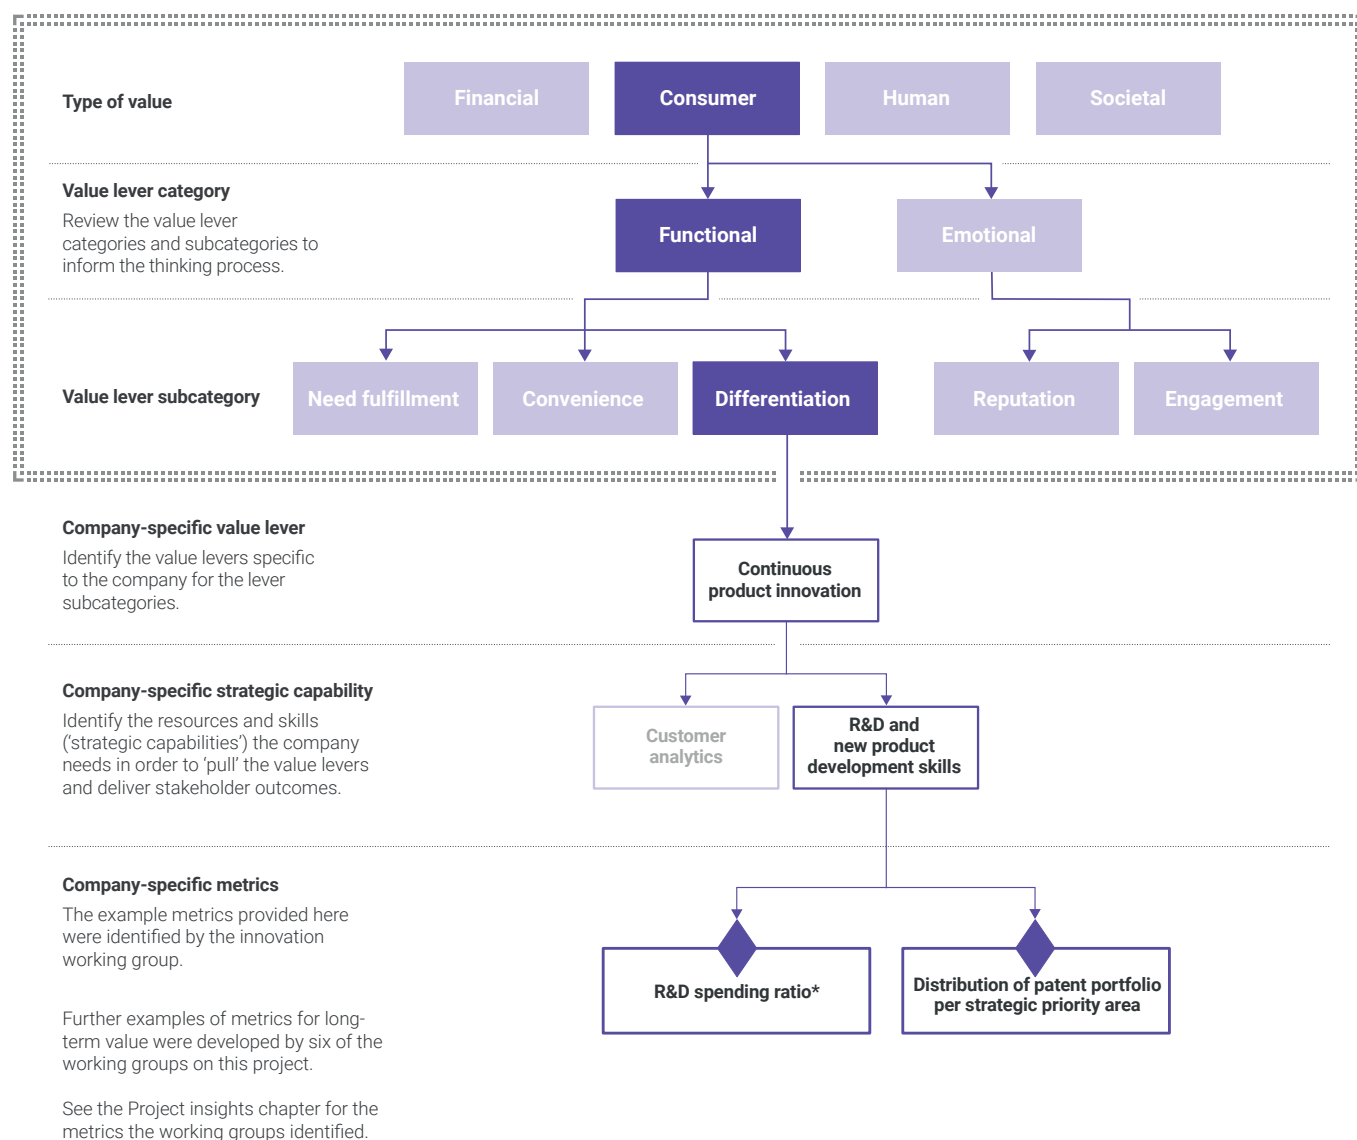 Type of value
Financial
Consumer
Human
Societal
Value lever category
Review the value lever
categories and subcategories to
inform the thinking process.
Functional
Emotional
Value lever subcategory
Need fulfillment
Convenience
Differentiation
Reputation
Engagement
Company-specific value lever
Identify the value levers specific
to the company for the lever
subcategories.
Continuous
product innovation
Company-specific strategic capability
Identify the resources and skills
(‘strategic capabilities’) the company
needs in order to ‘pull’ the value levers
and deliver stakeholder outcomes.
Customer
analytics
R&D and
new product
development skills
Company-specific metrics
The example metrics provided here
were identified by the innovation
working group.
Further examples of metrics for long-
term value were developed by six of the
working groups on this project.
See the Project insights chapter for the
metrics the working groups identified.
R&D spending ratio*
Distribution of patent portfolio
per strategic priority area